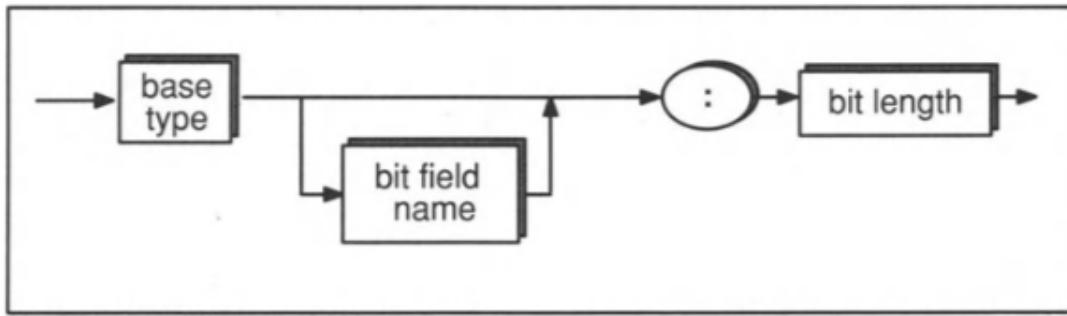 base
type
:
bit length
bit field
name